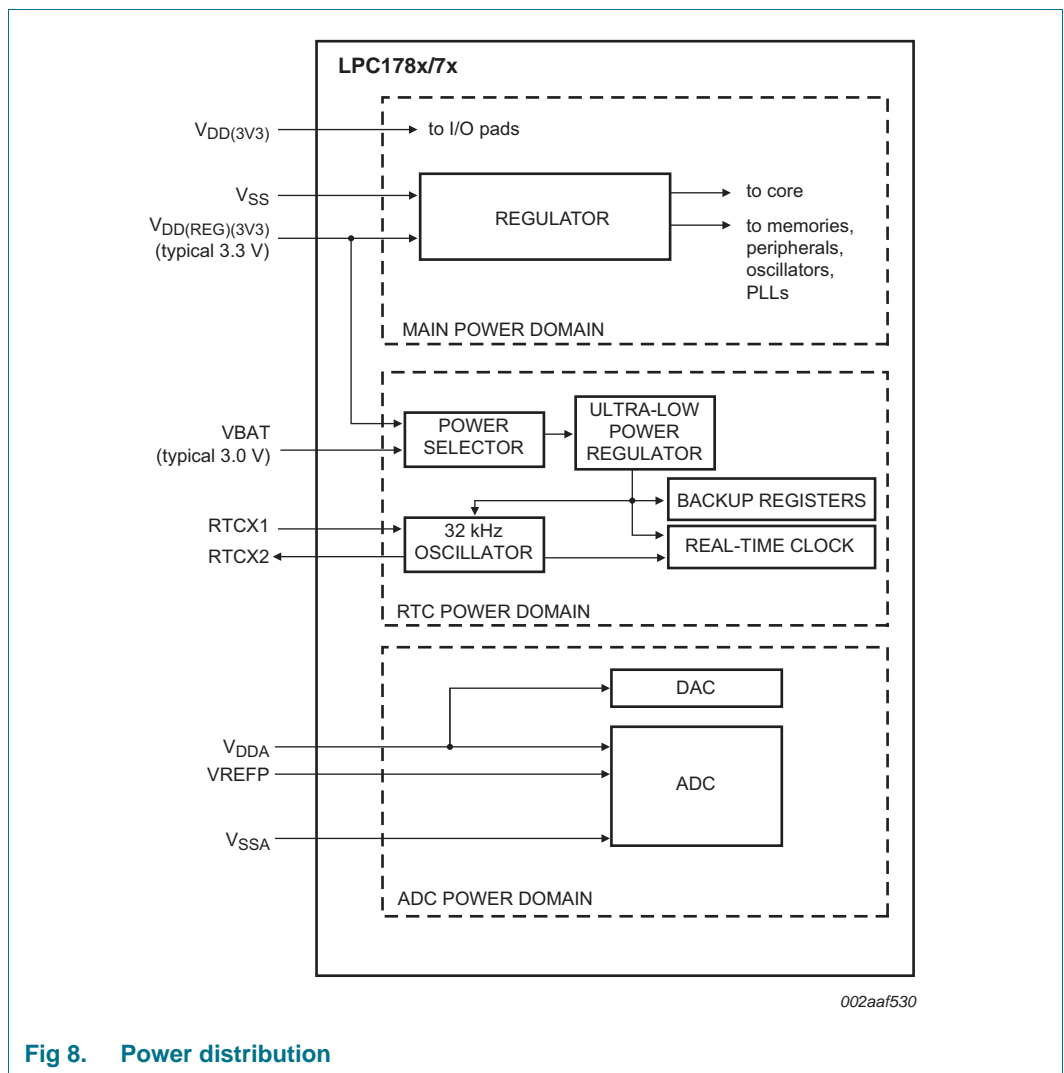 LPC178x/7x
VDD(3V3)
to I/O pads
VSS
VDD(REG)(3V3)
(typical 3.3 V)
REGULATOR
to core
to memories,
peripherals,
oscillators,
PLLs
MAIN POWER DOMAIN
VBAT
(typical 3.0 V)
POWER
SELECTOR
ULTRA-LOW
POWER
REGULATOR
BACKUP REGISTERS
RTCX1
RTCX2
32 kHz
OSCILLATOR
REAL-TIME CLOCK
RTC POWER DOMAIN
DAC
VDDA
VREFP
ADC
VSSA
ADC POWER DOMAIN
002aaf530
Fig 8. Power distribution